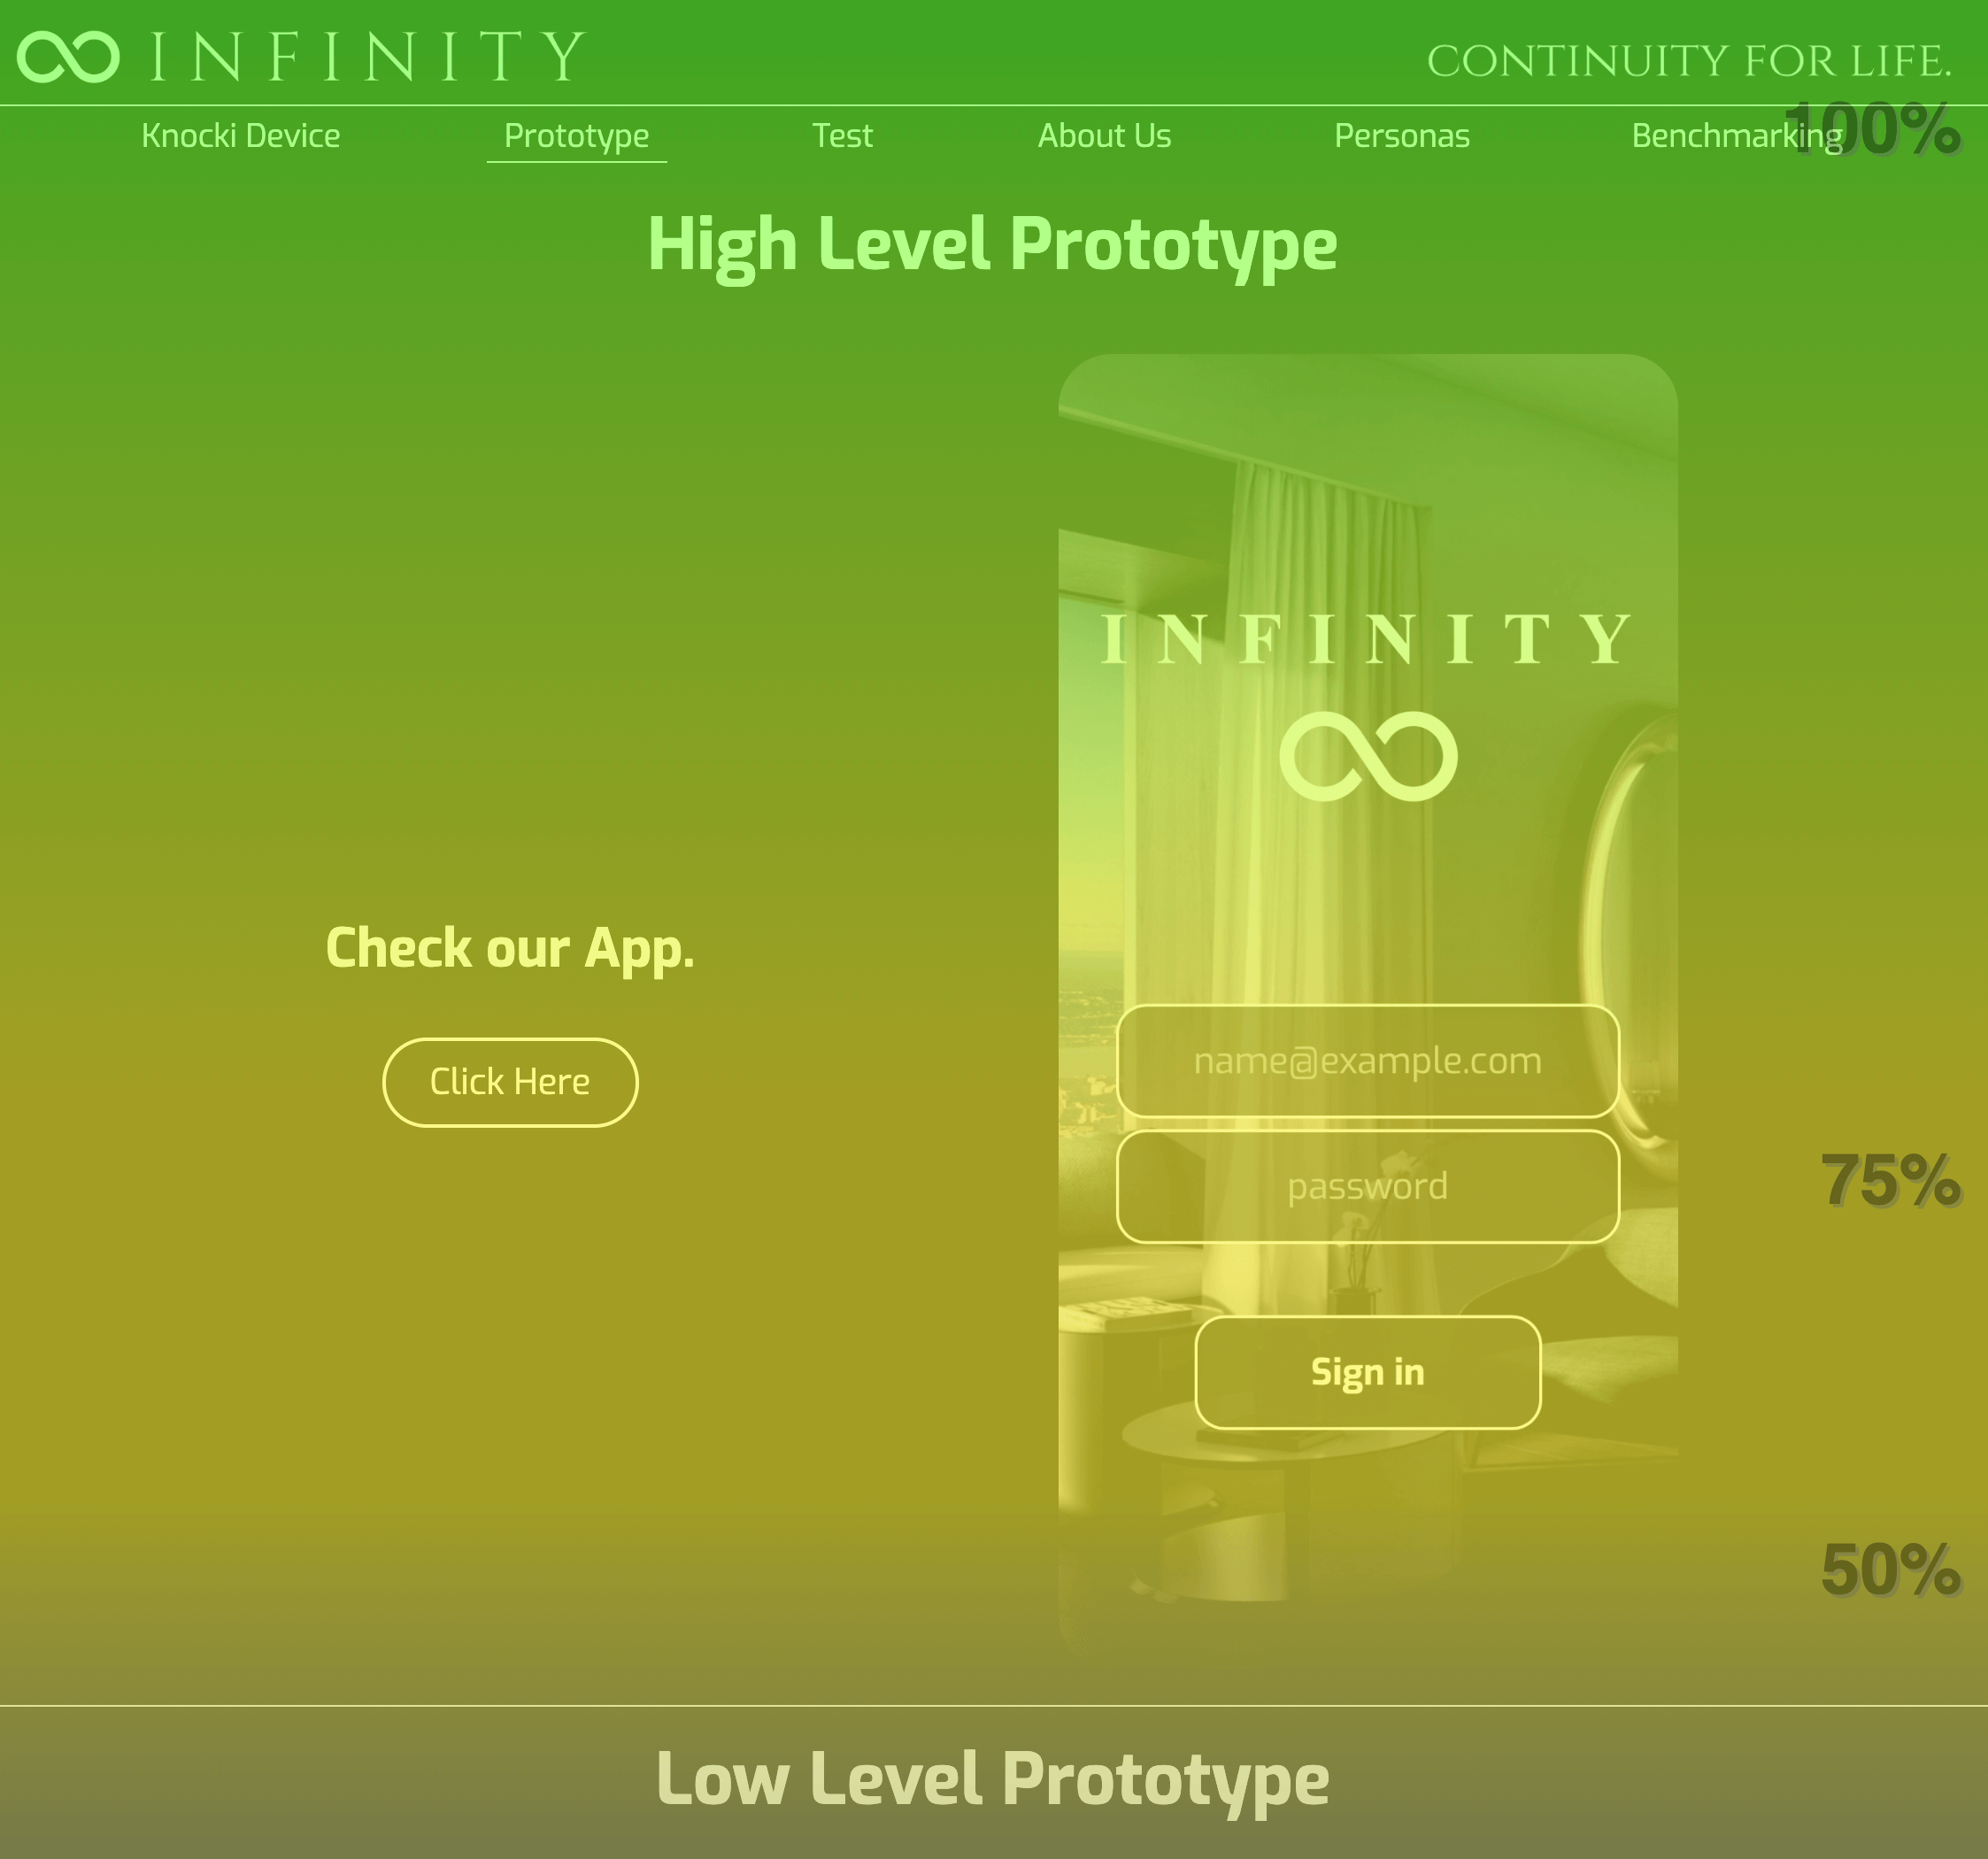 INFINITY
CONTINUITY FOR LIFE.
Knocki Device
Prototype
Test
About Us
Personas
Benchmarking
100%
High Level Prototype
INFINITY
Check our App.
Click Here
name@example.com
password
75%
Sign in
50%
Low Level Prototype